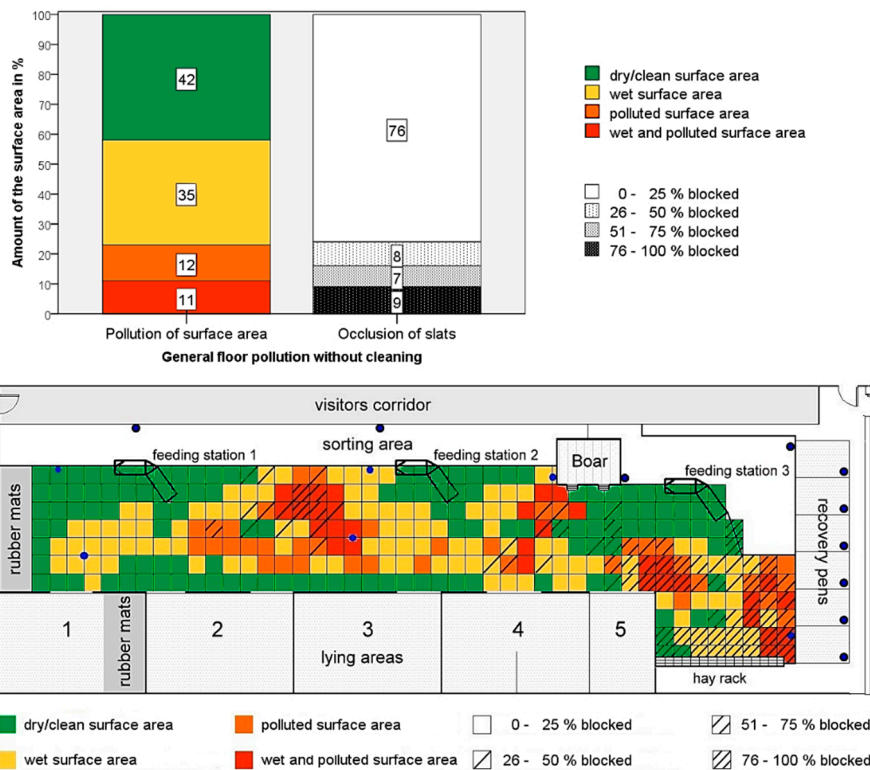 Amount of the surface area in %
100
90
80
70
60
50
40
30
20
10
0
42
35
12
11
76
8
7
9
Pollution of surface area
Occlusion of slats
General floor pollution without cleaning
dry/clean surface area
wet surface area
polluted surface area
wet and polluted surface area
0 - 25 % blocked
26 - 50 % blocked
51 - 75 % blocked
76 - 100 % blocked
visitors corridor
sorting area
feeding station 1
feeding station 2
Boar
feeding station 3
rubber mats
recovery pens
1
rubber mats
2
3
4
5
lying areas
hay rack
dry/clean surface area
polluted surface area
0 - 25 % blocked
51 - 75 % blocked
wet surface area
wet and polluted surface area
26 - 50 % blocked
76 - 100 % blocked